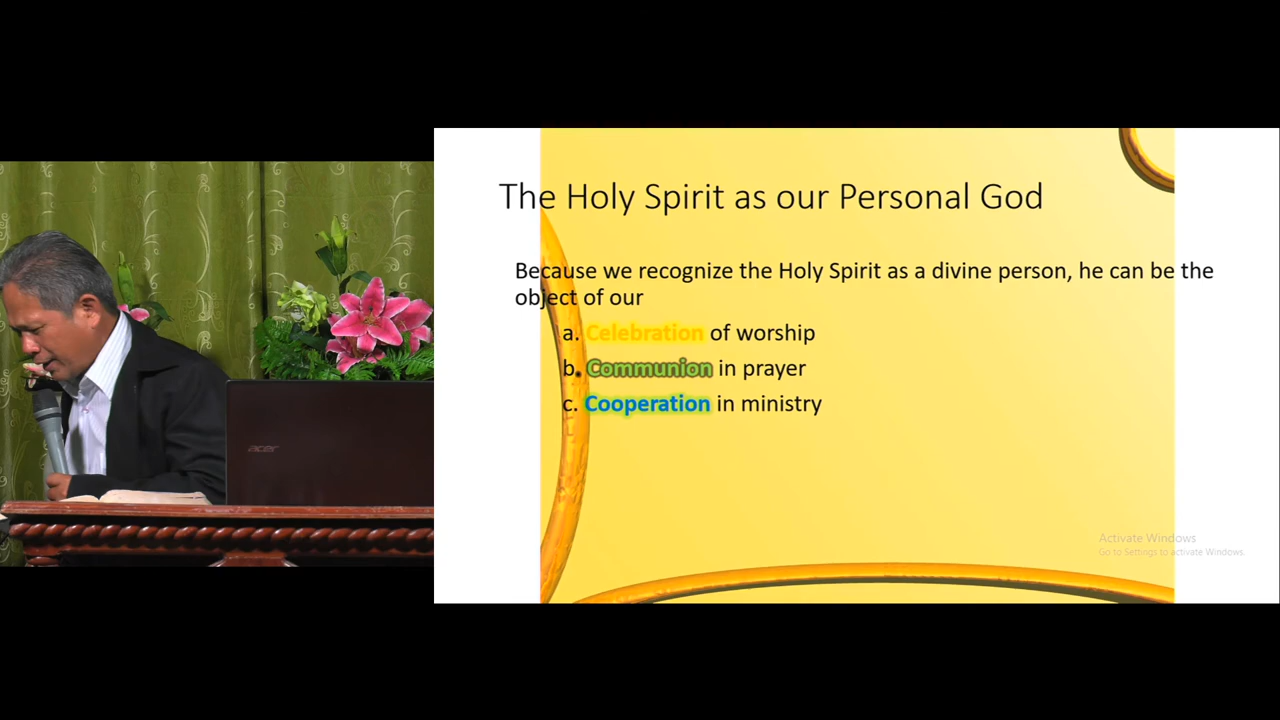 The Holy Spirit as our Personal God
Because we recognize the Holy Spirit as a divine person, he can be the
object of our
a. Celebration of worship
b. Communion in prayer
c. Cooperation in ministry
acer
Activate Windows
Go to Settings to activate Windows.